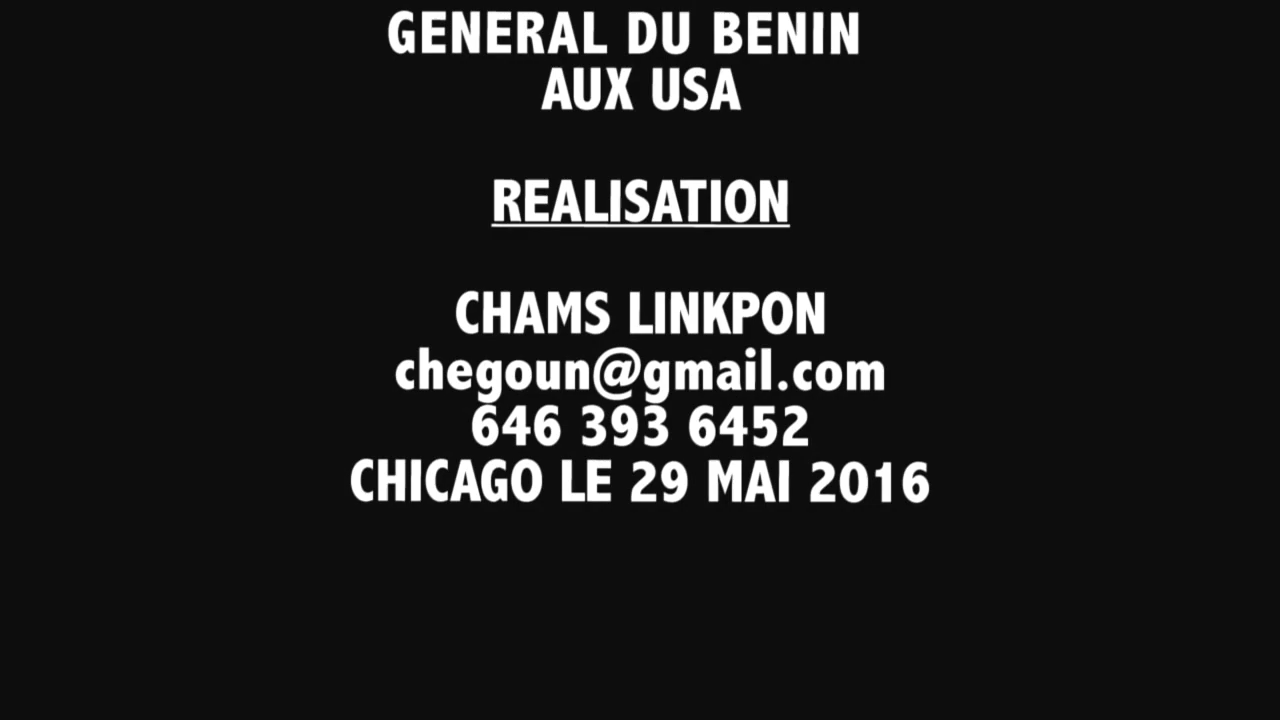 GENERAL DU BENIN
AUX USA
REALISATION
CHAMS LINKPON
chegoun@gmail.com
646 393 6452
CHICAGO LE 29 MAI 2016